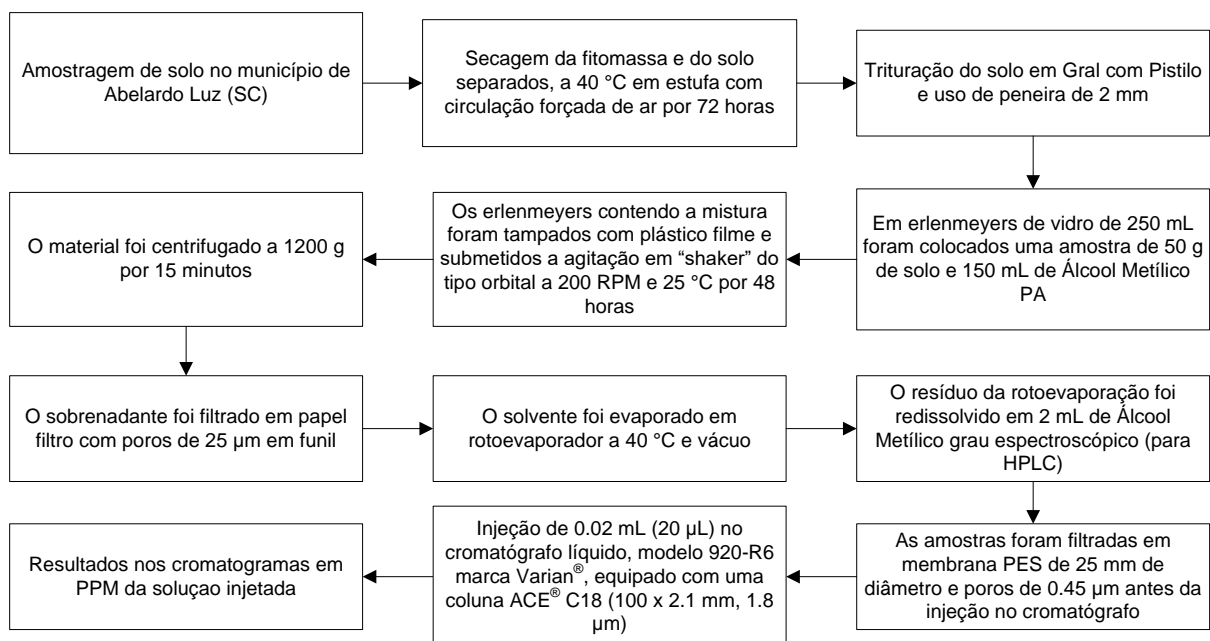 Amostragem de solo no município de
Abelardo Luz (SC)
Secagem da fitomassa e do solo
separados, a 40 °C em estufa com
circulação forçada de ar por 72 horas
Trituração do solo em Gral com Pistilo
e uso de peneira de 2 mm
Em erlenmeyers de vidro de 250 mL
foram colocados uma amostra de 50 g
de solo e 150 mL de Álcool Metílico
PA
Os erlenmeyers contendo a mistura
foram tampados com plástico filme e
submetidos a agitação em “shaker” do
tipo orbital a 200 RPM e 25 °C por 48
horas
O material foi centrifugado a 1200 g
por 15 minutos
O sobrenadante foi filtrado em papel
filtro com poros de 25 µm em funil
O solvente foi evaporado em
rotoevaporador a 40 °C e vácuo
O resíduo da rotoevaporação foi
redissolvido em 2 mL de Álcool
Metílico grau espectroscópico (para
HPLC)
As amostras foram filtradas em
membrana PES de 25 mm de
diâmetro e poros de 0.45 µm antes da
injeção no cromatógrafo
Injeção de 0.02 mL (20 µL) no
cromatógrafo líquido, modelo 920-R6
marca Varian®, equipado com uma
coluna ACE® C18 (100 x 2.1 mm, 1.8
µm)
Resultados nos cromatogramas em
PPM da soluçao injetada